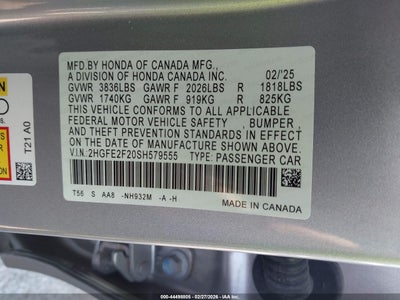 MFD.BY HONDA OF CANADA MFG.,
A DIVISION OF HONDA CANADA INC. 02/'25
GVWR 3836LBS GAWR F 2026LBS R 1818LBS
GVWR 1740KG GAWR F 919KG R 825KG
THIS VEHICLE CONFORMS TO ALL APPLICABLE
FEDERAL MOTOR VEHICLE SAFETY , BUMPER,
AND THEFT PREVENTION STANDARDS IN EFFECT
ON THE DATE OF MANUFACTURE SHOWN ABOVE.
V.I.N: 2HGFE2F20SH579555 TYPE: PASSENGER CAR
T56 S AA8 -NH932M -A -H
MADE IN CANADA
T21 A0
000-44498805 - 02/27/2026 - IAA